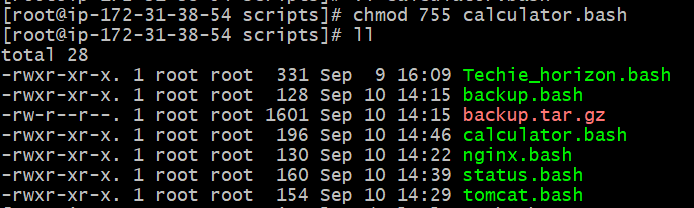 [root@ip-172-31-38-54 scripts]# chmod 755 calculator.bash
[root@ip-172-31-38-54 scripts]# ll
total 28
-rwxr-xr-x. 1 root root  331 Sep  9 16:09 Techie_horizon.bash
-rwxr-xr-x. 1 root root  128 Sep 10 14:15 backup.bash
-rw-r--r--. 1 root root 1601 Sep 10 14:15 backup.tar.gz
-rwxr-xr-x. 1 root root  196 Sep 10 14:46 calculator.bash
-rwxr-xr-x. 1 root root  130 Sep 10 14:22 nginx.bash
-rwxr-xr-x. 1 root root  160 Sep 10 14:39 status.bash
-rwxr-xr-x. 1 root root  154 Sep 10 14:29 tomcat.bash